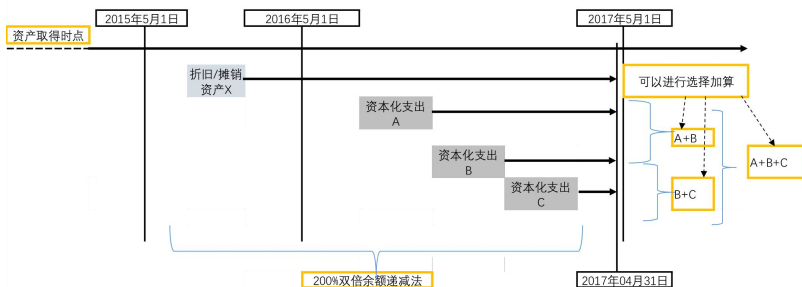 2015年5月1日
2016年5月1日
2017年5月1日
资产取得时点
折旧/摊销
资产X
可以进行选择加算
资本化支出
A
A+B
资本化支出
B
A+B+C
资本化支出
C
B+C
200%双倍余额递减法
2017年04月31日